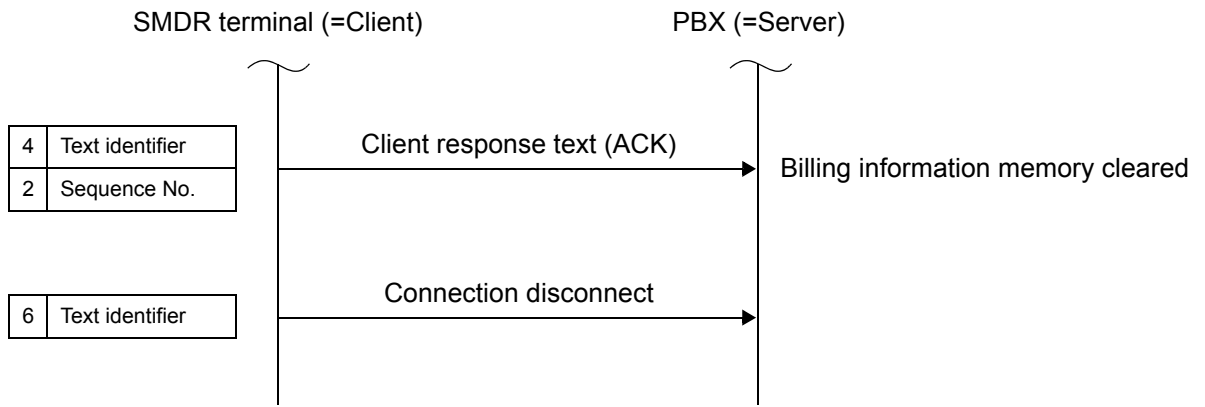 SMDR terminal (=Client)
PBX (=Server)
4 Text identifier
2 Sequence No.
Client response text (ACK)
Billing information memory cleared
6 Text identifier
Connection disconnect